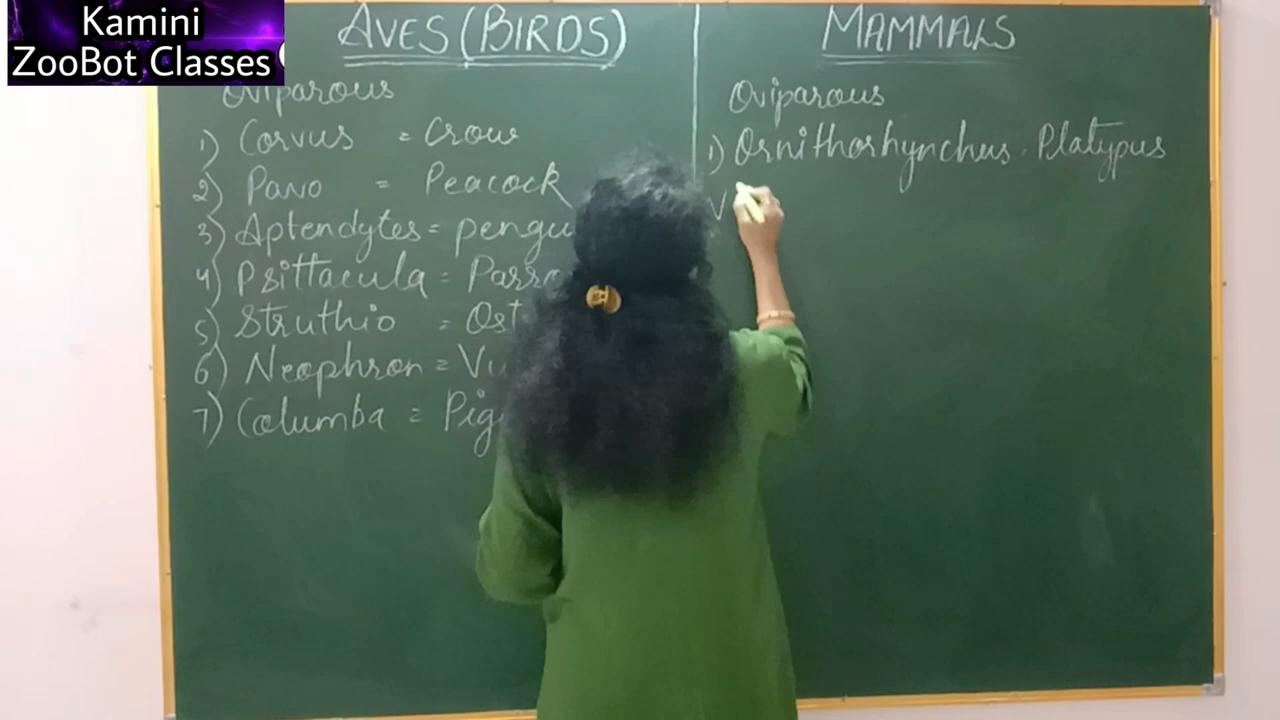 Kamini
ZooBot Classes
AVES (BIRDS)
Oviparous
1) Corvus = Crow
2) Pavo = Peacock
3) Aptendytes = pengu
4) Psittacula = Parro
5) Struthio = Ost
6) Neophron = Vu
7) Columba = Pig
MAMMALS
Oviparous
1) Ornithorhynchus. Platypus
V